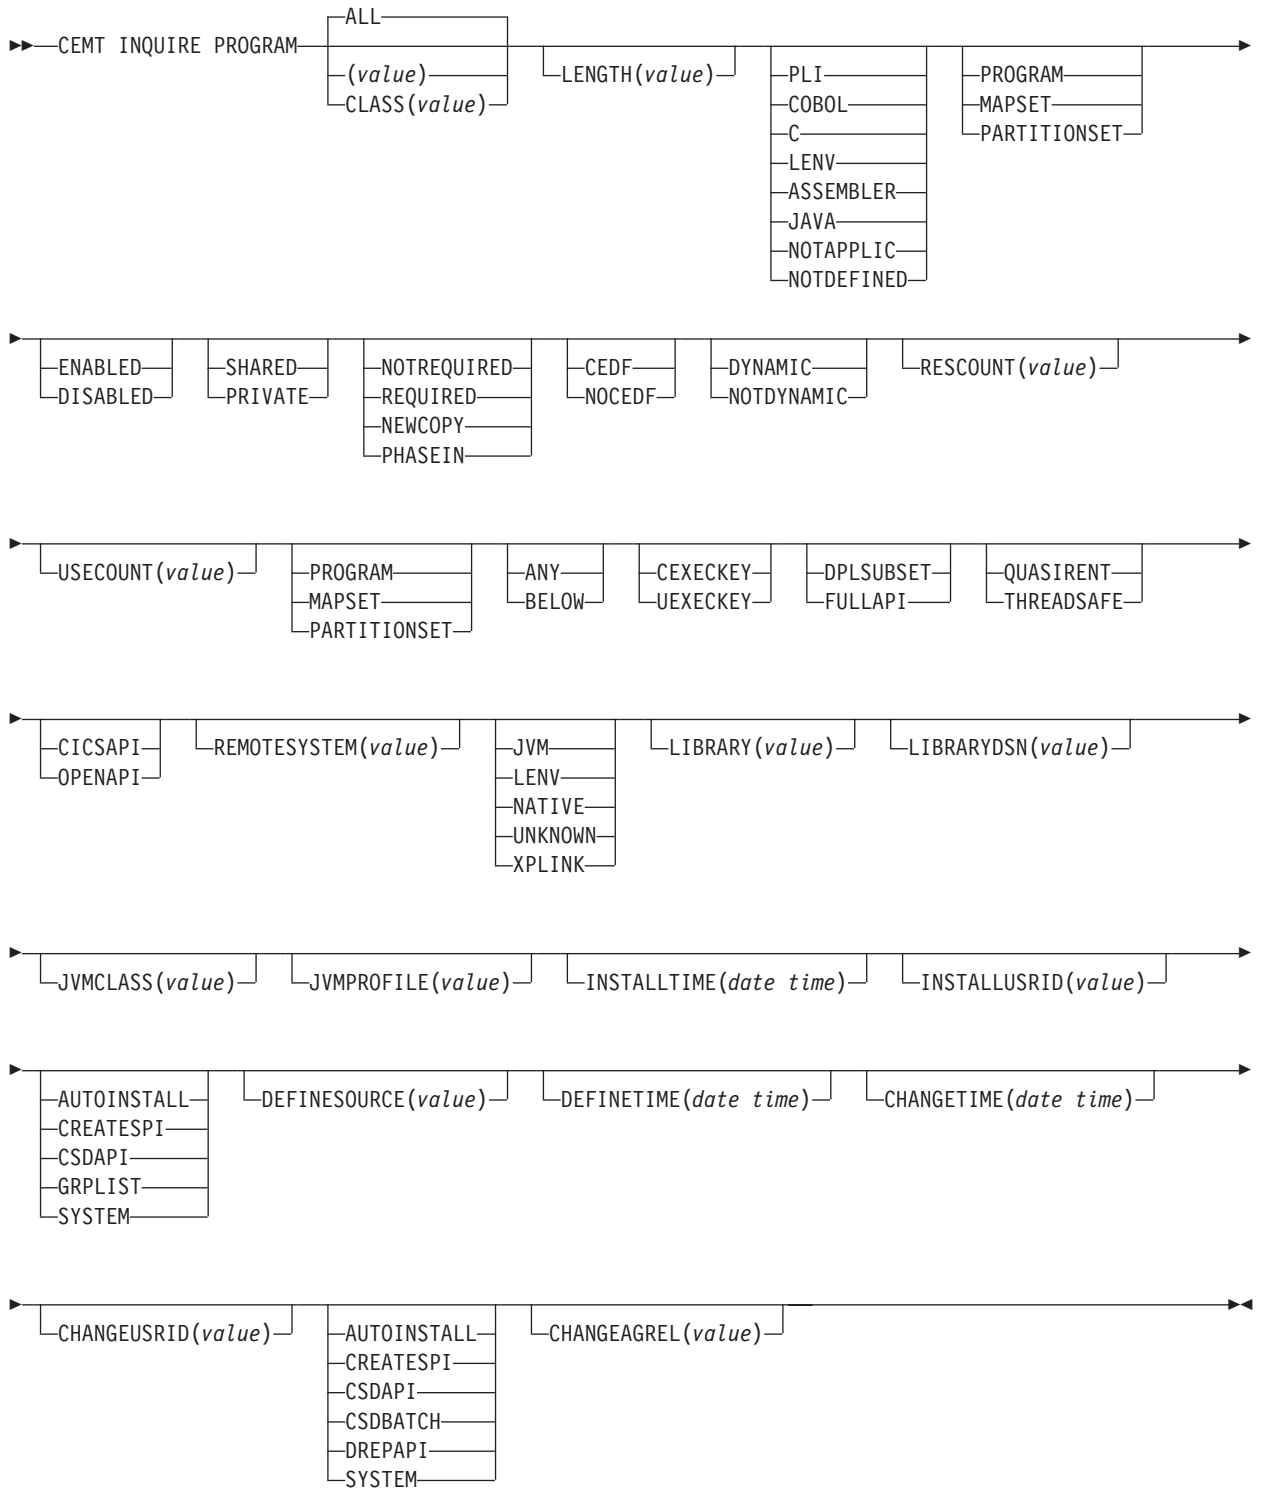 ALL
CEMT INQUIRE PROGRAM
(value)
CLASS(value)
LENGTH(value)
PLI
COBOL
C
LENV
ASSEMBLER
JAVA
NOTAPPLIC
NOTDEFINED
PROGRAM
MAPSET
PARTITIONSET
ENABLED
DISABLED
SHARED
PRIVATE
NOTREQUIRED
REQUIRED
NEWCOPY
PHASEIN
CEDF
NOCEDF
DYNAMIC
NOTDYNAMIC
RESCOUNT(value)
USECOUNT(value)
PROGRAM
MAPSET
PARTITIONSET
ANY
BELOW
CEXECKEY
UEXECKEY
DPLSUBSET
FULLAPI
QUASIRENT
THREADSAFE
CICSAPI
OPENAPI
REMOTESYSTEM(value)
JVM
LENV
NATIVE
UNKNOWN
XPLINK
LIBRARY(value)
LIBRARYDSN(value)
JVMCLASS(value)
JVMPROFILE(value)
INSTALLTIME(date time)
INSTALLUSRID(value)
AUTOINSTALL
CREATESPI
CSDAPI
GRPLIST
SYSTEM
DEFINESOURCE(value)
DEFINETIME(date time)
CHANGETIME(date time)
CHANGEUSRID(value)
AUTOINSTALL
CREATESPI
CSDAPI
CSDBATCH
DREPAPI
SYSTEM
CHANGEAGREL(value)